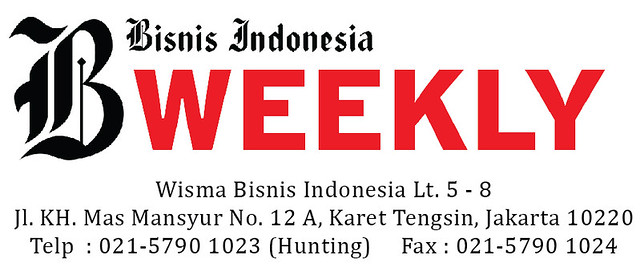 Bisnis Indonesia
WEEKLY
Wisma Bisnis Indonesia Lt. 5 - 8
Jl. KH. Mas Mansyur No. 12 A, Karet Tengsin, Jakarta 10220
Telp : 021-5790 1023 (Hunting) Fax : 021-5790 1024